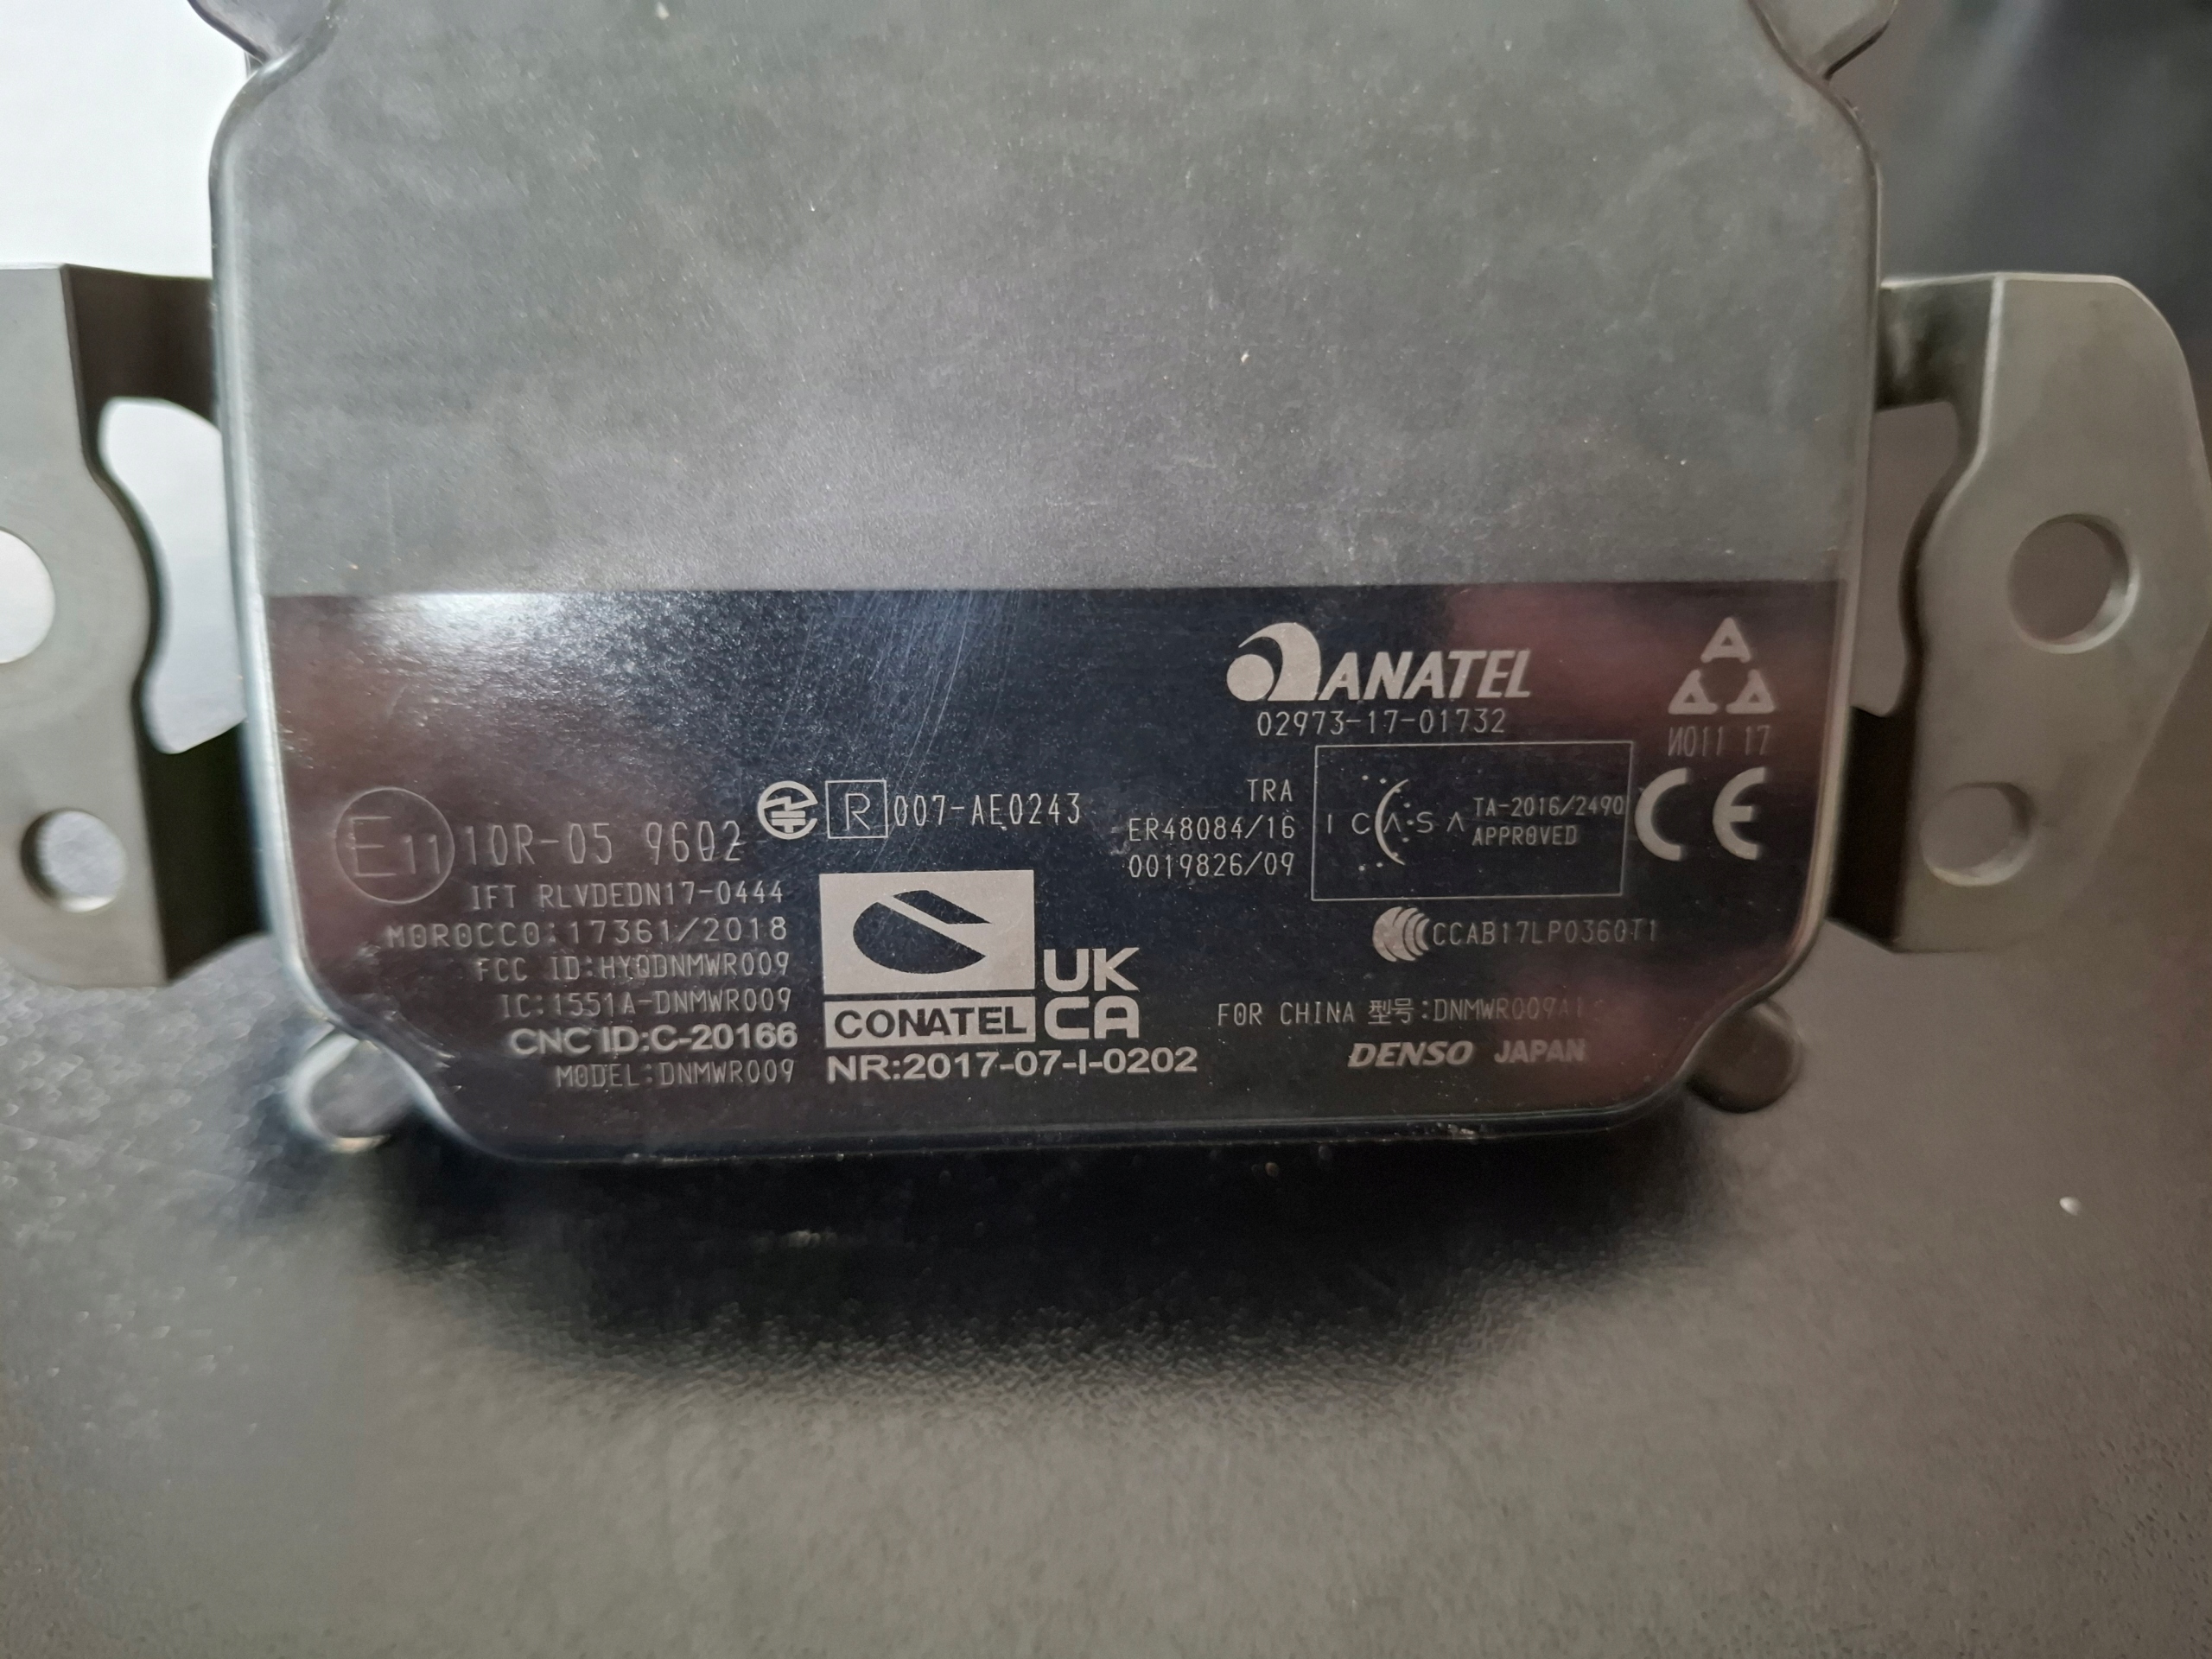 ANATEL
02973-17-01732
И011 17
E11 10R-05 9602
R 007-AE0243
TRA
ER48084/16
0019826/09
ICASA TA-2016/2490
APPROVED
CE
IFT RLVDEDN17-0444
MOROCCO:17361/2018
FCC ID:HYQDNMWR009
IC:1551A-DNMWR009
CNC ID:C-20166
MODEL:DNMWR009
CONATEL
NR:2017-07-I-0202
UK
CA
CCAB17LP0360T1
FOR CHINA 型号:DNMWR009A1
DENSO JAPAN